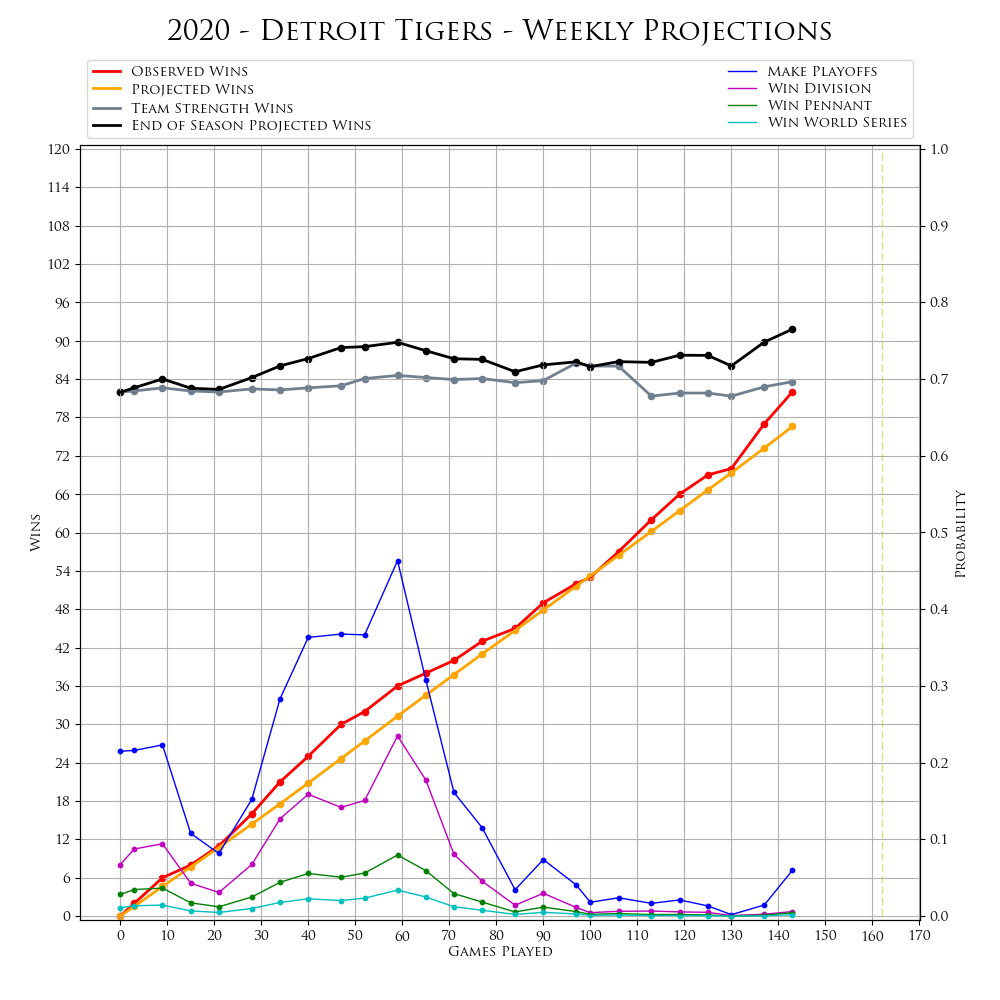 2020 - Detroit Tigers - Weekly Projections
Observed Wins
Projected Wins
Team Strength Wins
End of Season Projected Wins
Make Playoffs
Win Division
Win Pennant
Win World Series
120
114
108
102
96
90
84
78
72
66
60
54
48
42
36
30
24
18
12
6
0
Wins
1.0
0.9
0.8
0.7
0.6
0.5
0.4
0.3
0.2
0.1
0.0
Probability
0 10 20 30 40 50 60 70 80 90 100 110 120 130 140 150 160 170
Games Played